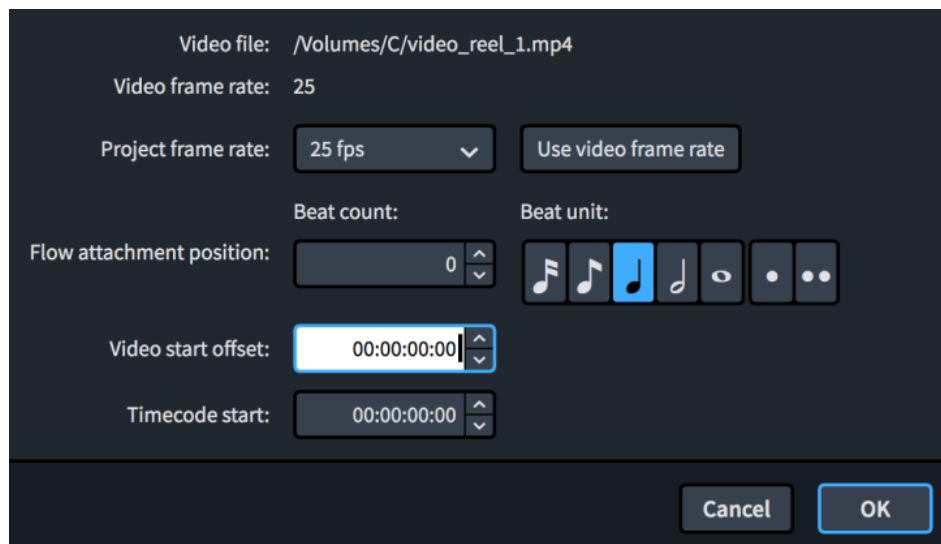 Video file: /Volumes/C/video_reel_1.mp4
Video frame rate: 25
Project frame rate: 25 fps Use video frame rate
Beat count: Beat unit:
Flow attachment position: 0
Video start offset: 00:00:00:00
Timecode start: 00:00:00:00
Cancel OK